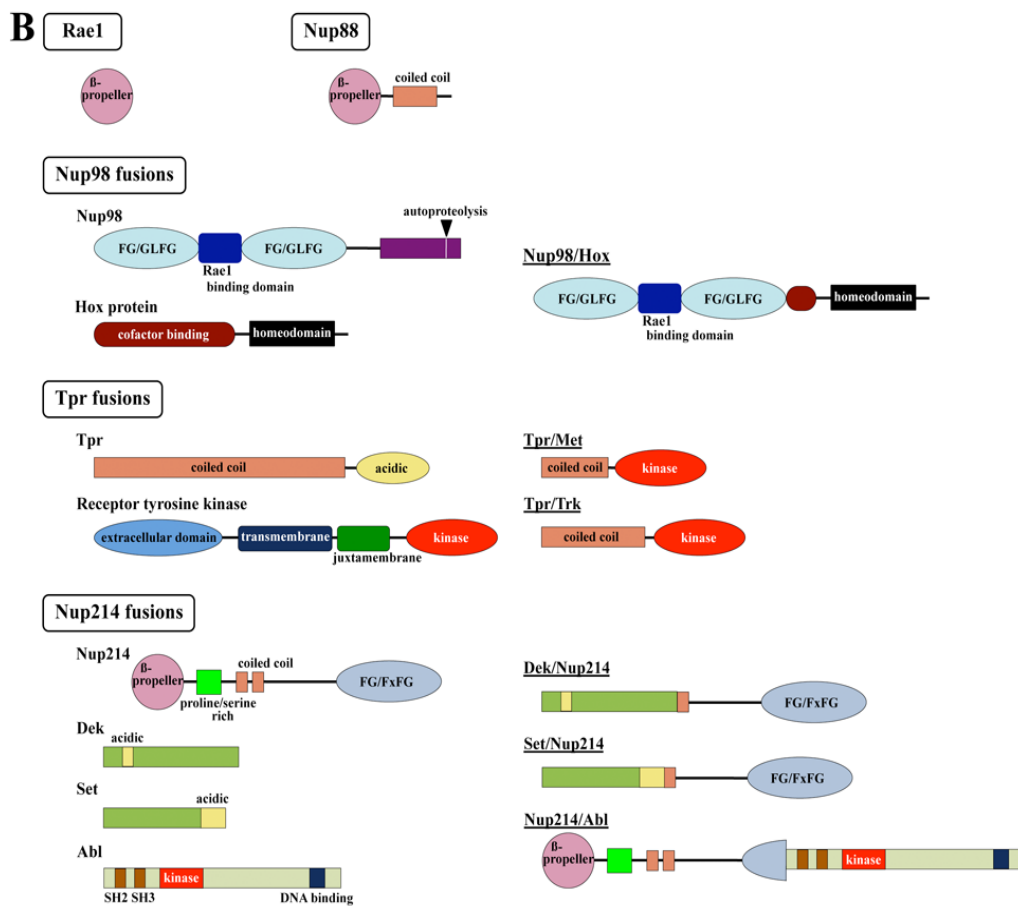 B
Rae1
Nup88
ß-
propeller
ß-
propeller
coiled coil
Nup98 fusions
Nup98
autoproteolysis
FG/GLFG
FG/GLFG
Rae1
binding domain
Hox protein
cofactor binding
homeodomain
Nup98/Hox
FG/GLFG
FG/GLFG
homeodomain
Rae1
binding domain
Tpr fusions
Tpr
coiled coil
acidic
Receptor tyrosine kinase
extracellular domain
transmembrane
juxtamembrane
kinase
Tpr/Met
coiled coil
kinase
Tpr/Trk
coiled coil
kinase
Nup214 fusions
Nup214
ß-
propeller
coiled coil
proline/serine
rich
FG/FxFG
Dek
acidic
Set
acidic
Abl
kinase
SH2 SH3
DNA binding
Dek/Nup214
FG/FxFG
Set/Nup214
FG/FxFG
Nup214/Abl
ß-
propeller
kinase